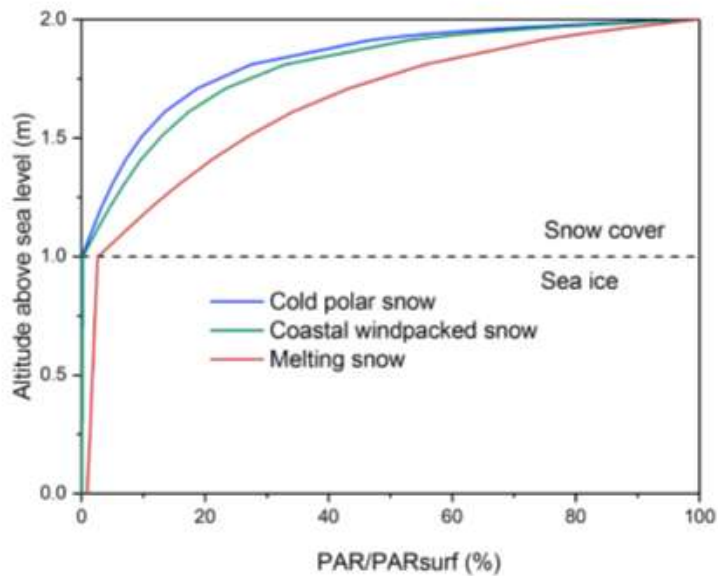 2.0
1.5
1.0
0.5
0.0
Altitude above sea level (m)
Snow cover
Sea ice
Cold polar snow
Coastal windpacked snow
Melting snow
0 20 40 60 80 100
PAR/PARsurf (%)